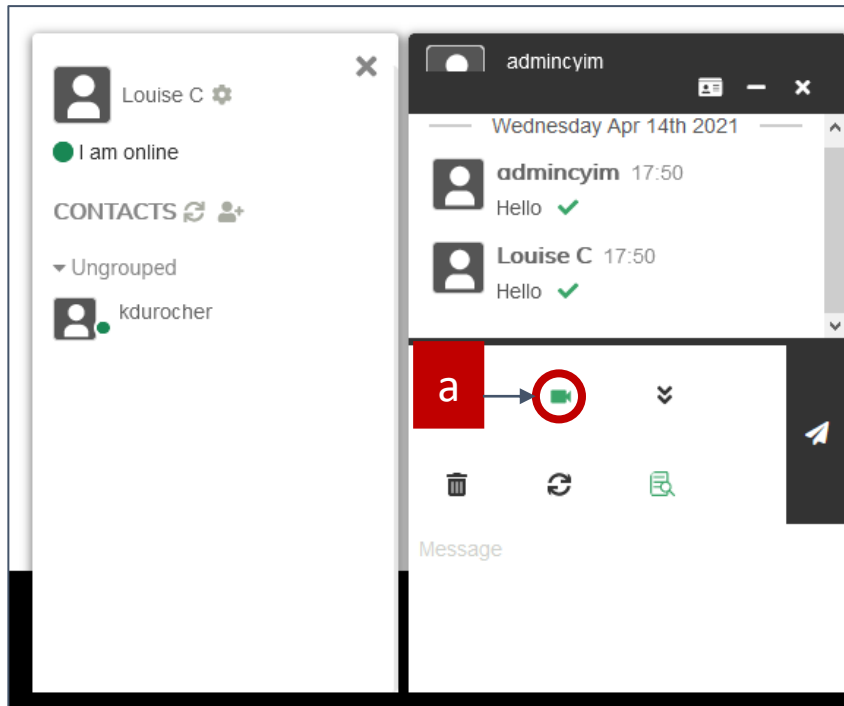 Louise C
I am online
CONTACTS
Ungrouped
kdurocher
admincyim
Wednesday Apr 14th 2021
admincyim 17:50
Hello
Louise C 17:50
Hello
a
Message